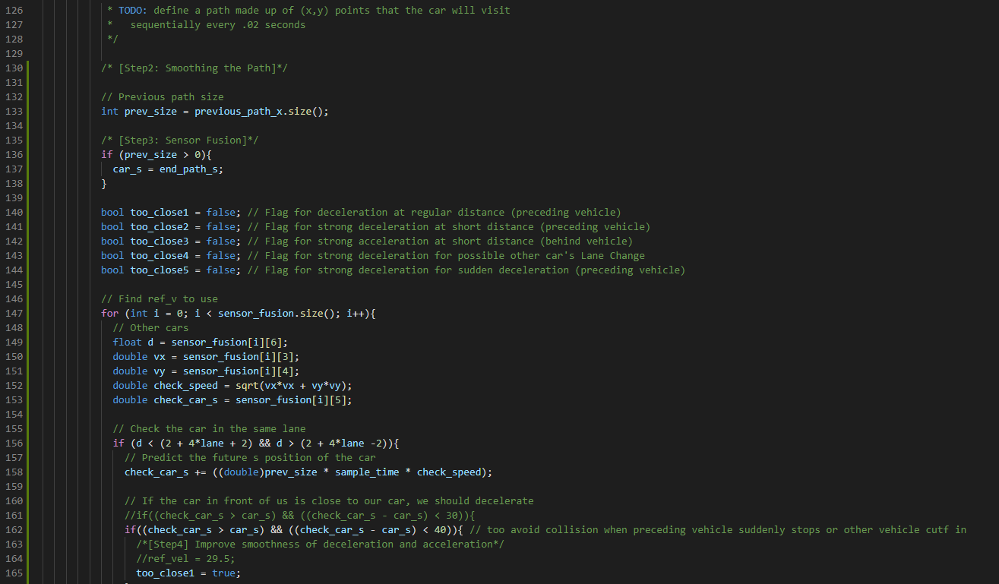 126 * TODO: define a path made up of (x,y) points that the car will visit
127 *   sequentially every .02 seconds
128 */
129
130 /* [Step2: Smoothing the Path]*/
131
132 // Previous path size
133 int prev_size = previous_path_x.size();
134
135 /* [Step3: Sensor Fusion]*/
136 if (prev_size > 0){
137   car_s = end_path_s;
138 }
139
140 bool too_close1 = false; // Flag for deceleration at regular distance (preceding vehicle)
141 bool too_close2 = false; // Flag for strong deceleration at short distance (preceding vehicle)
142 bool too_close3 = false; // Flag for strong acceleration at short distance (behind vehicle)
143 bool too_close4 = false; // Flag for strong deceleration for possible other car's Lane Change
144 bool too_close5 = false; // Flag for strong deceleration for sudden deceleration (preceding vehicle)
145
146 // Find ref_v to use
147 for (int i = 0; i < sensor_fusion.size(); i++){
148   // Other cars
149   float d = sensor_fusion[i][6];
150   double vx = sensor_fusion[i][3];
151   double vy = sensor_fusion[i][4];
152   double check_speed = sqrt(vx*vx + vy*vy);
153   double check_car_s = sensor_fusion[i][5];
154
155   // Check the car in the same lane
156   if (d < (2 + 4*lane + 2) && d > (2 + 4*lane -2)){
157     // Predict the future s position of the car
158     check_car_s += ((double)prev_size * sample_time * check_speed);
159
160     // If the car in front of us is close to our car, we should decelerate
161     //if((check_car_s > car_s) && ((check_car_s - car_s) < 30)){
162     if((check_car_s > car_s) && ((check_car_s - car_s) < 40)){ // too avoid collision when preceding vehicle suddenly stops or other vehicle cutf in
163       /*[Step4] Improve smoothness of deceleration and acceleration*/
164       //ref_vel = 29.5;
165       too_close1 = true;